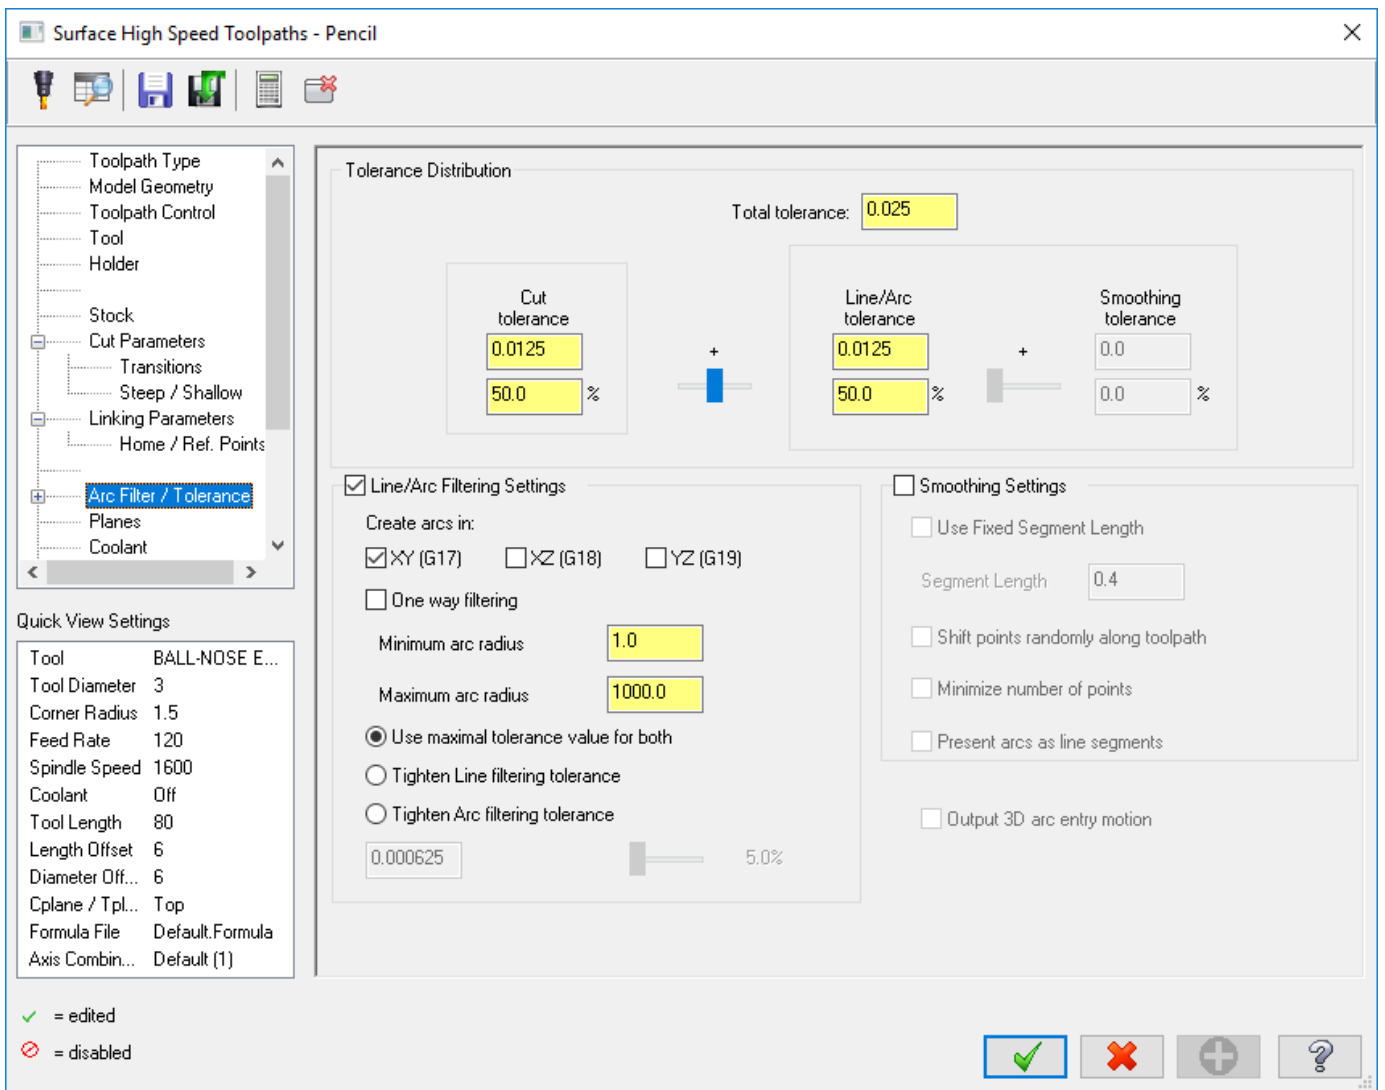 Surface High Speed Toolpaths - Pencil
Toolpath Type
Model Geometry
Toolpath Control
Tool
Holder
Stock
Cut Parameters
Transitions
Steep / Shallow
Linking Parameters
Home / Ref. Points
Arc Filter / Tolerance
Planes
Coolant
Quick View Settings
Tool BALL-NOSE E...
Tool Diameter 3
Corner Radius 1.5
Feed Rate 120
Spindle Speed 1600
Coolant Off
Tool Length 80
Length Offset 6
Diameter Off... 6
Cplane / Tpl... Top
Formula File Default.Formula
Axis Combin... Default (1)
= edited
= disabled
Tolerance Distribution
Total tolerance: 0.025
Cut
tolerance
0.0125
50.0 %
+
Line/Arc
tolerance
0.0125
50.0 %
+
Smoothing
tolerance
0.0
0.0 %
Line/Arc Filtering Settings
Create arcs in:
XY (G17) XZ (G18) YZ (G19)
One way filtering
Minimum arc radius 1.0
Maximum arc radius 1000.0
Use maximal tolerance value for both
Tighten Line filtering tolerance
Tighten Arc filtering tolerance
0.000625 5.0%
Smoothing Settings
Use Fixed Segment Length
Segment Length 0.4
Shift points randomly along toolpath
Minimize number of points
Present arcs as line segments
Output 3D arc entry motion